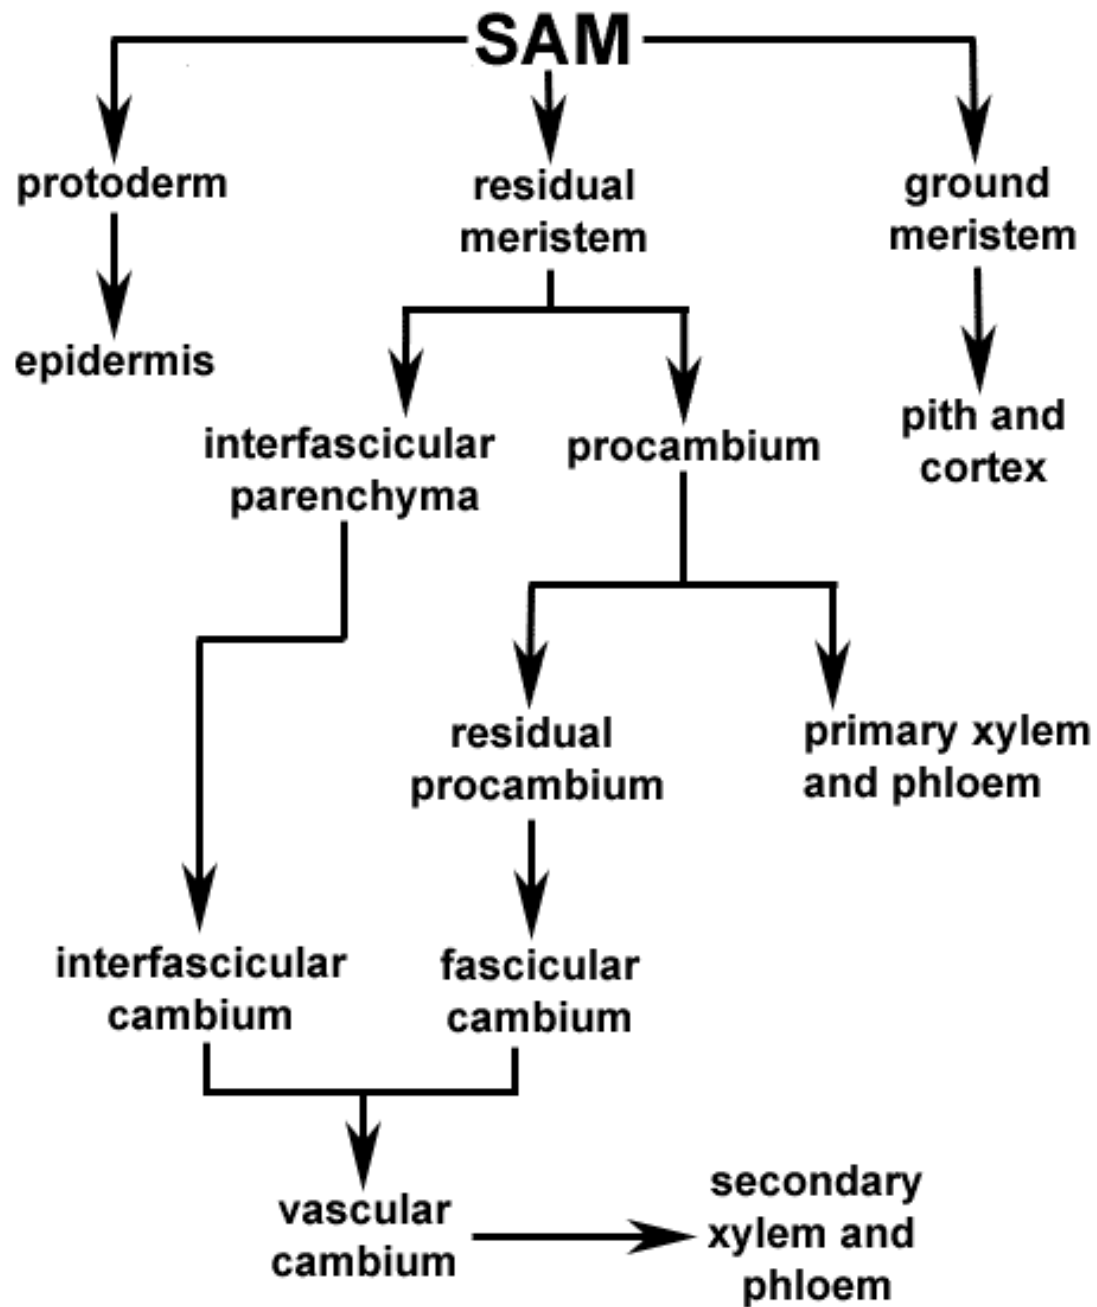 SAM
protoderm
residual
meristem
ground
meristem
epidermis
interfascicular
parenchyma
procambium
pith and
cortex
residual
procambium
primary xylem
and phloem
interfascicular
cambium
fascicular
cambium
vascular
cambium
secondary
xylem and
phloem